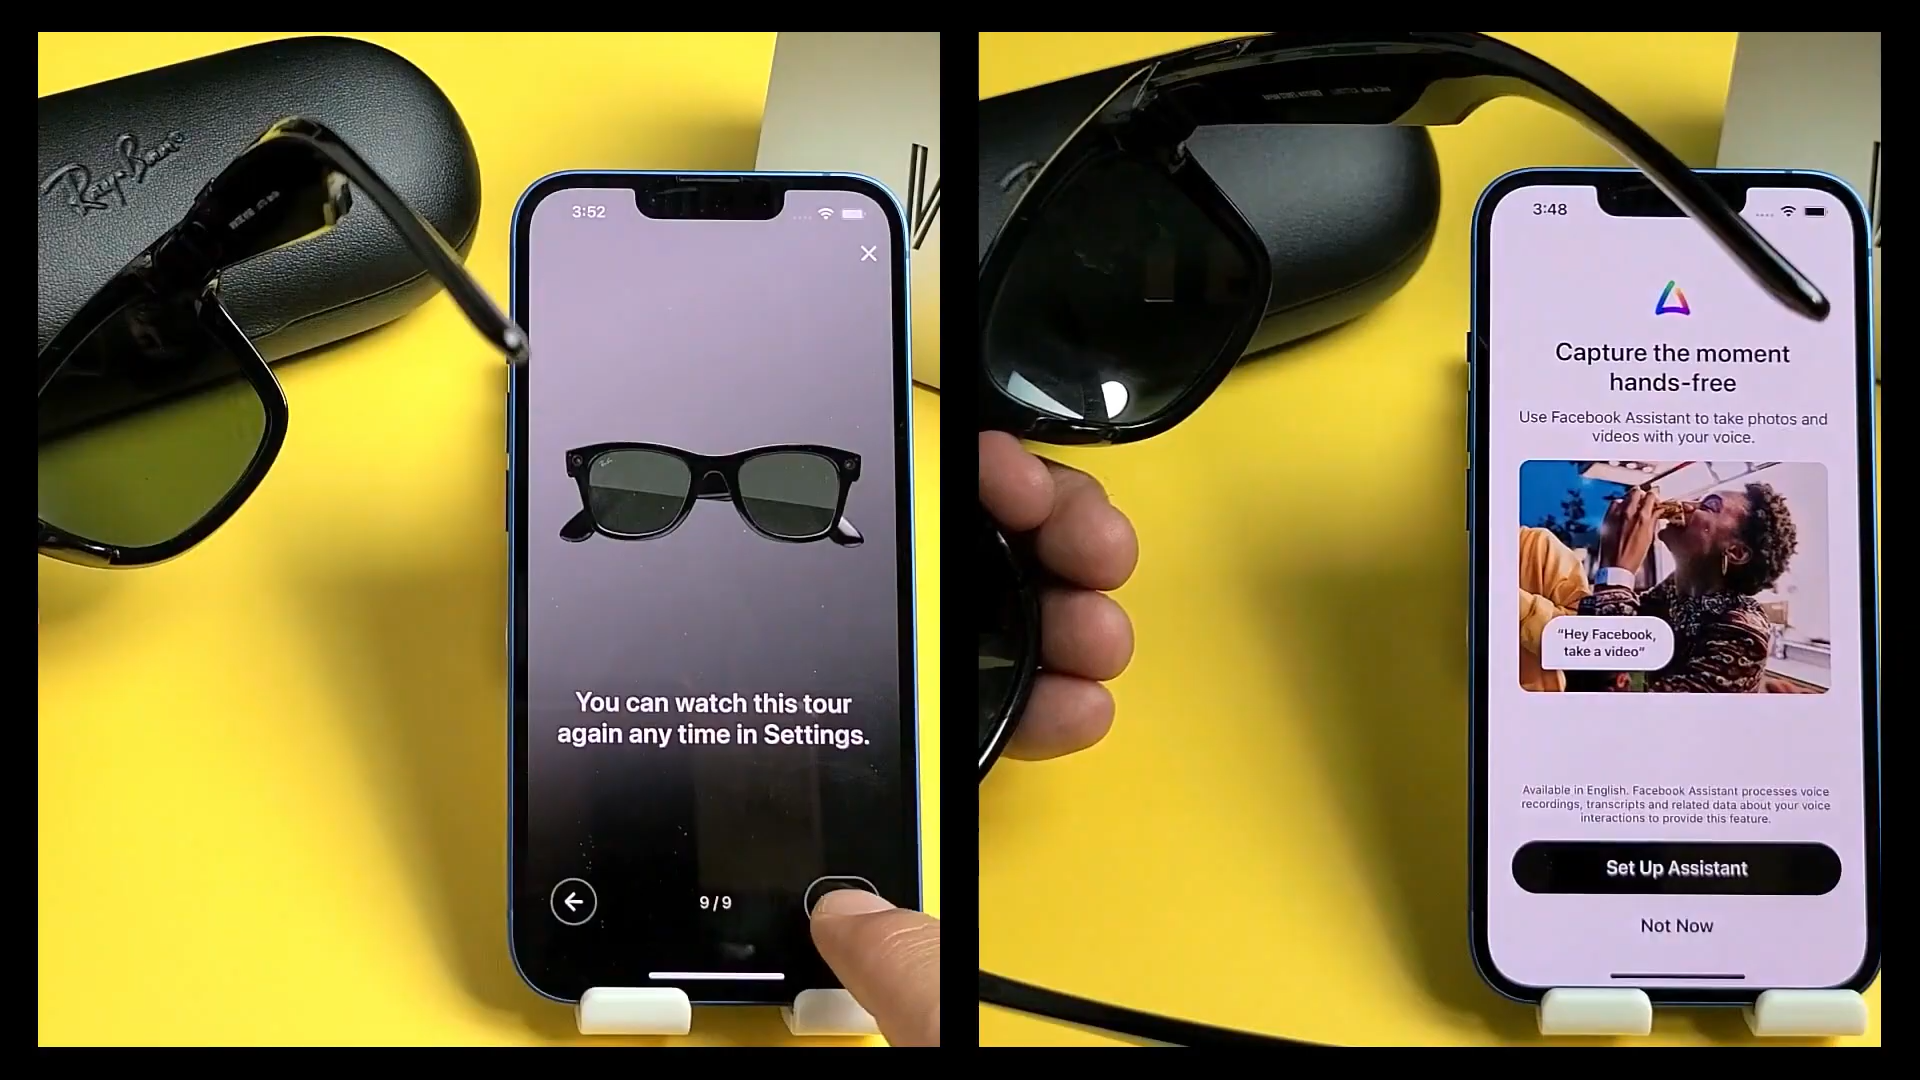 Ray-Ban
3:52
You can watch this tour
again any time in Settings.
9/9
3:48
Capture the moment
hands-free
Use Facebook Assistant to take photos and
videos with your voice.
"Hey Facebook,
take a video"
Available in English. Facebook Assistant processes voice
recordings, transcripts and related data about your voice
interactions to provide this feature.
Set Up Assistant
Not Now